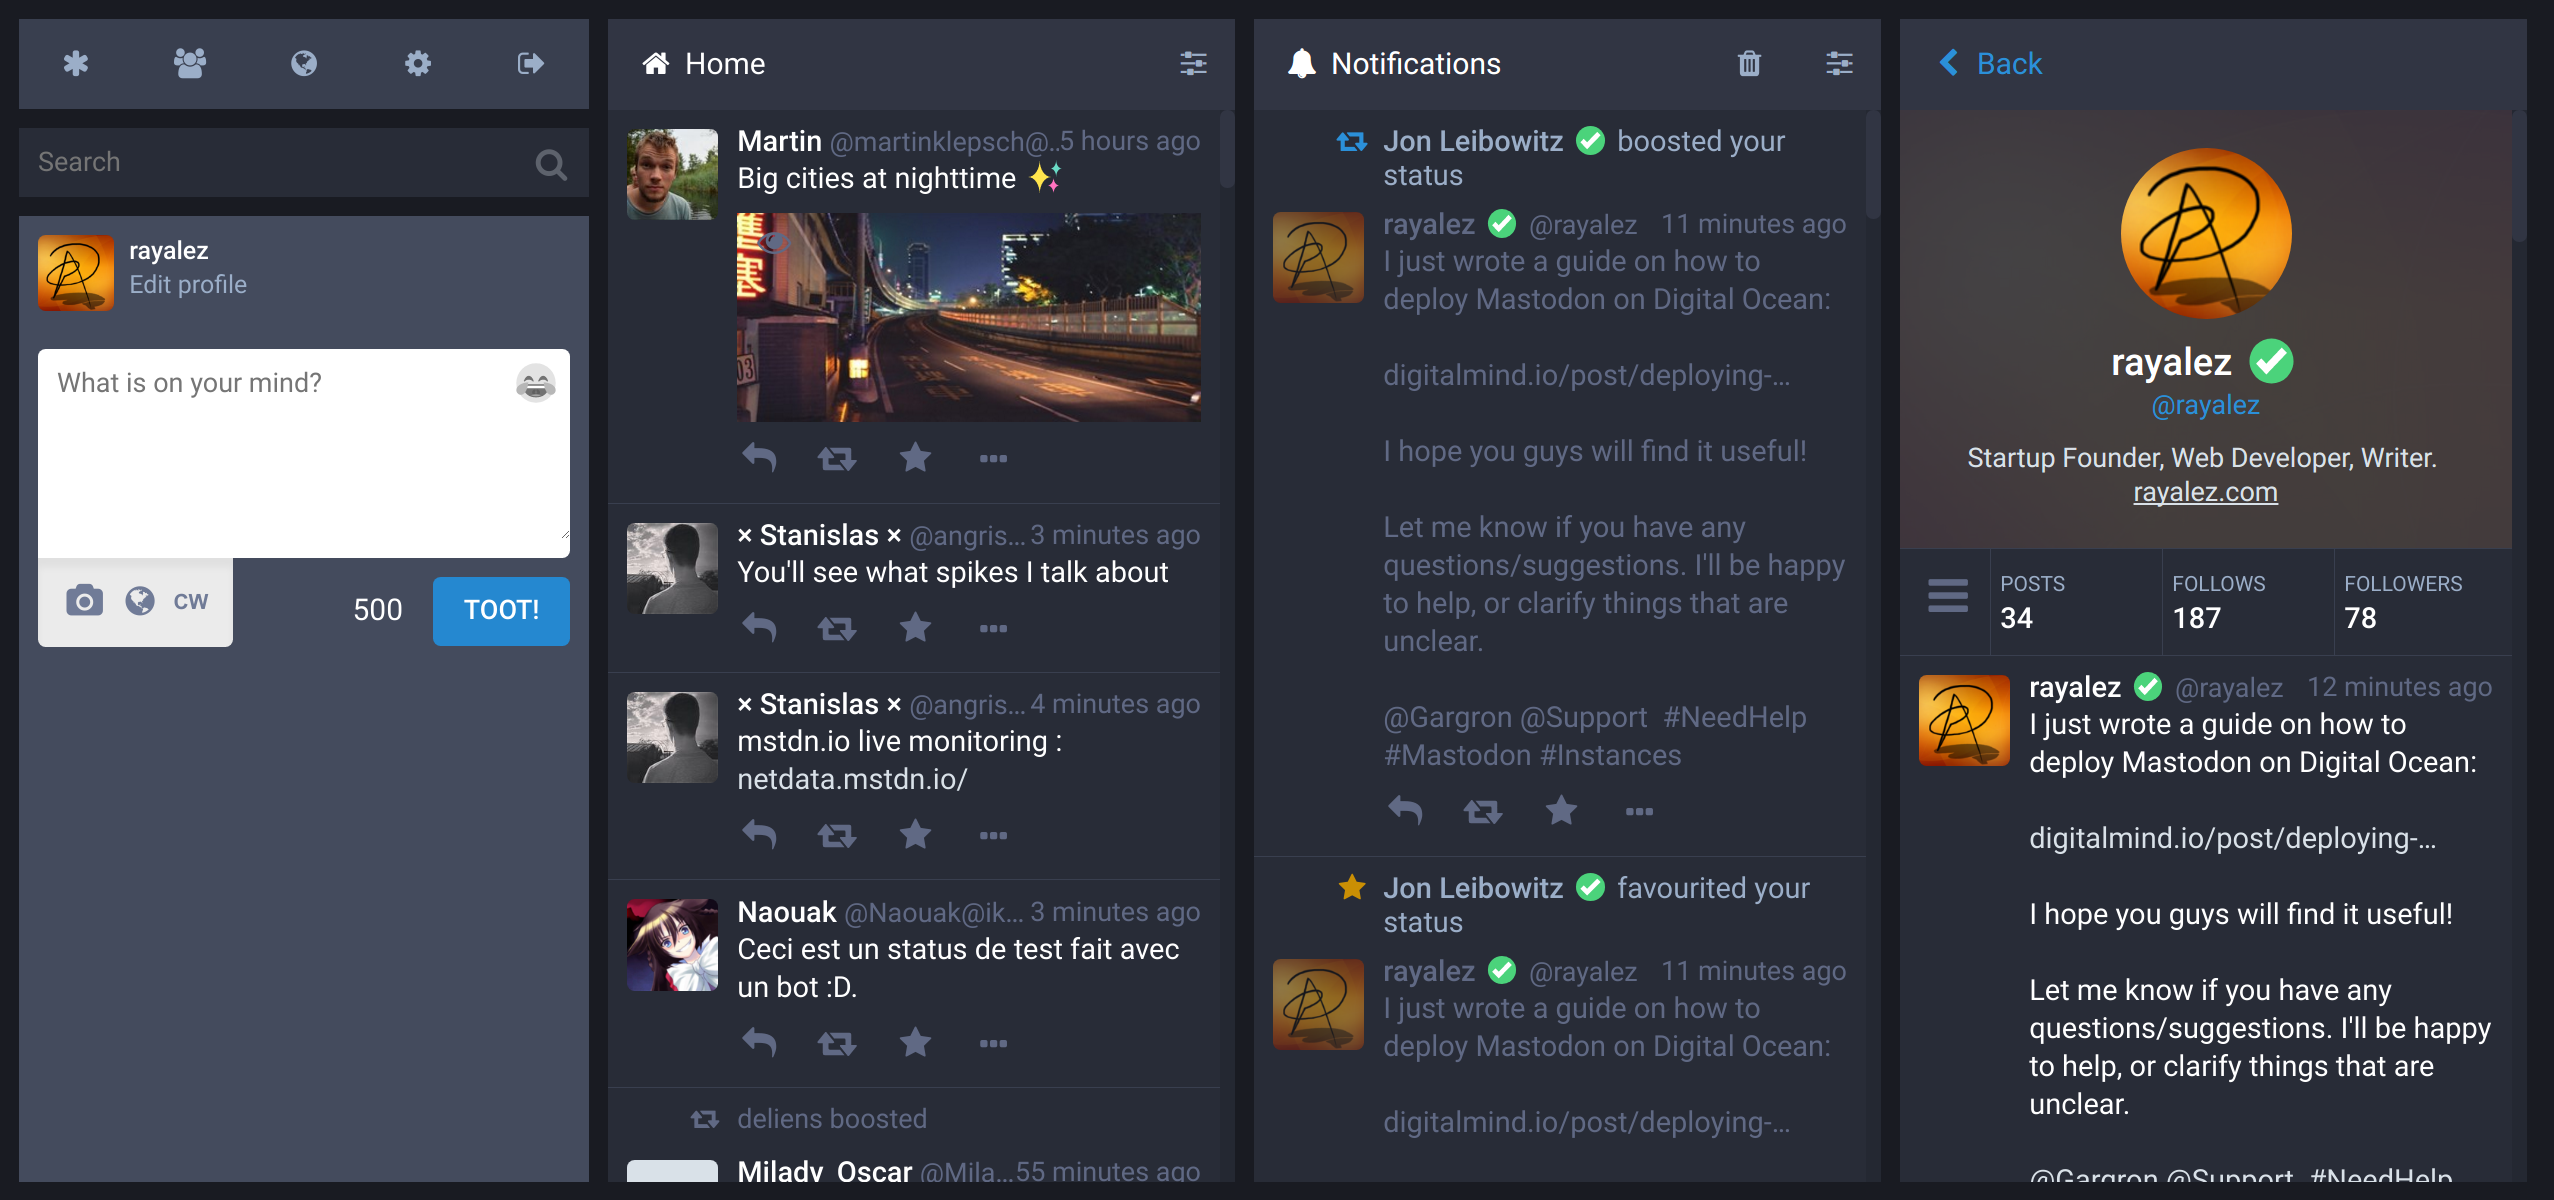 Search
rayalez
Edit profile
What is on your mind?
CW
500
TOOT!
Home
Martin @martinklepsch@..5 hours ago
Big cities at nighttime ✨
塞
03
× Stanislas × @angris... 3 minutes ago
You'll see what spikes I talk about
× Stanislas × @angris... 4 minutes ago
mstdn.io live monitoring :
netdata.mstdn.io/
Naouak @Naouak@ik... 3 minutes ago
Ceci est un status de test fait avec
un bot :D.
deliens boosted
Milady_Oscar @Mila...55 minutes ago
Notifications
Jon Leibowitz ✅ boosted your
status
rayalez ✅ @rayalez 11 minutes ago
I just wrote a guide on how to
deploy Mastodon on Digital Ocean:
digitalmind.io/post/deploying-...
I hope you guys will find it useful!
Let me know if you have any
questions/suggestions. I'll be happy
to help, or clarify things that are
unclear.
@Gargron @Support #NeedHelp
#Mastodon #Instances
Jon Leibowitz ✅ favourited your
status
rayalez ✅ @rayalez 11 minutes ago
I just wrote a guide on how to
deploy Mastodon on Digital Ocean:
digitalmind.io/post/deploying-...
Back
rayalez ✅
@rayalez
Startup Founder, Web Developer, Writer.
rayalez.com
POSTS
34
FOLLOWS
187
FOLLOWERS
78
rayalez ✅ @rayalez 12 minutes ago
I just wrote a guide on how to
deploy Mastodon on Digital Ocean:
digitalmind.io/post/deploying-...
I hope you guys will find it useful!
Let me know if you have any
questions/suggestions. I'll be happy
to help, or clarify things that are
unclear.
@Gargron @Support #NeedHelp